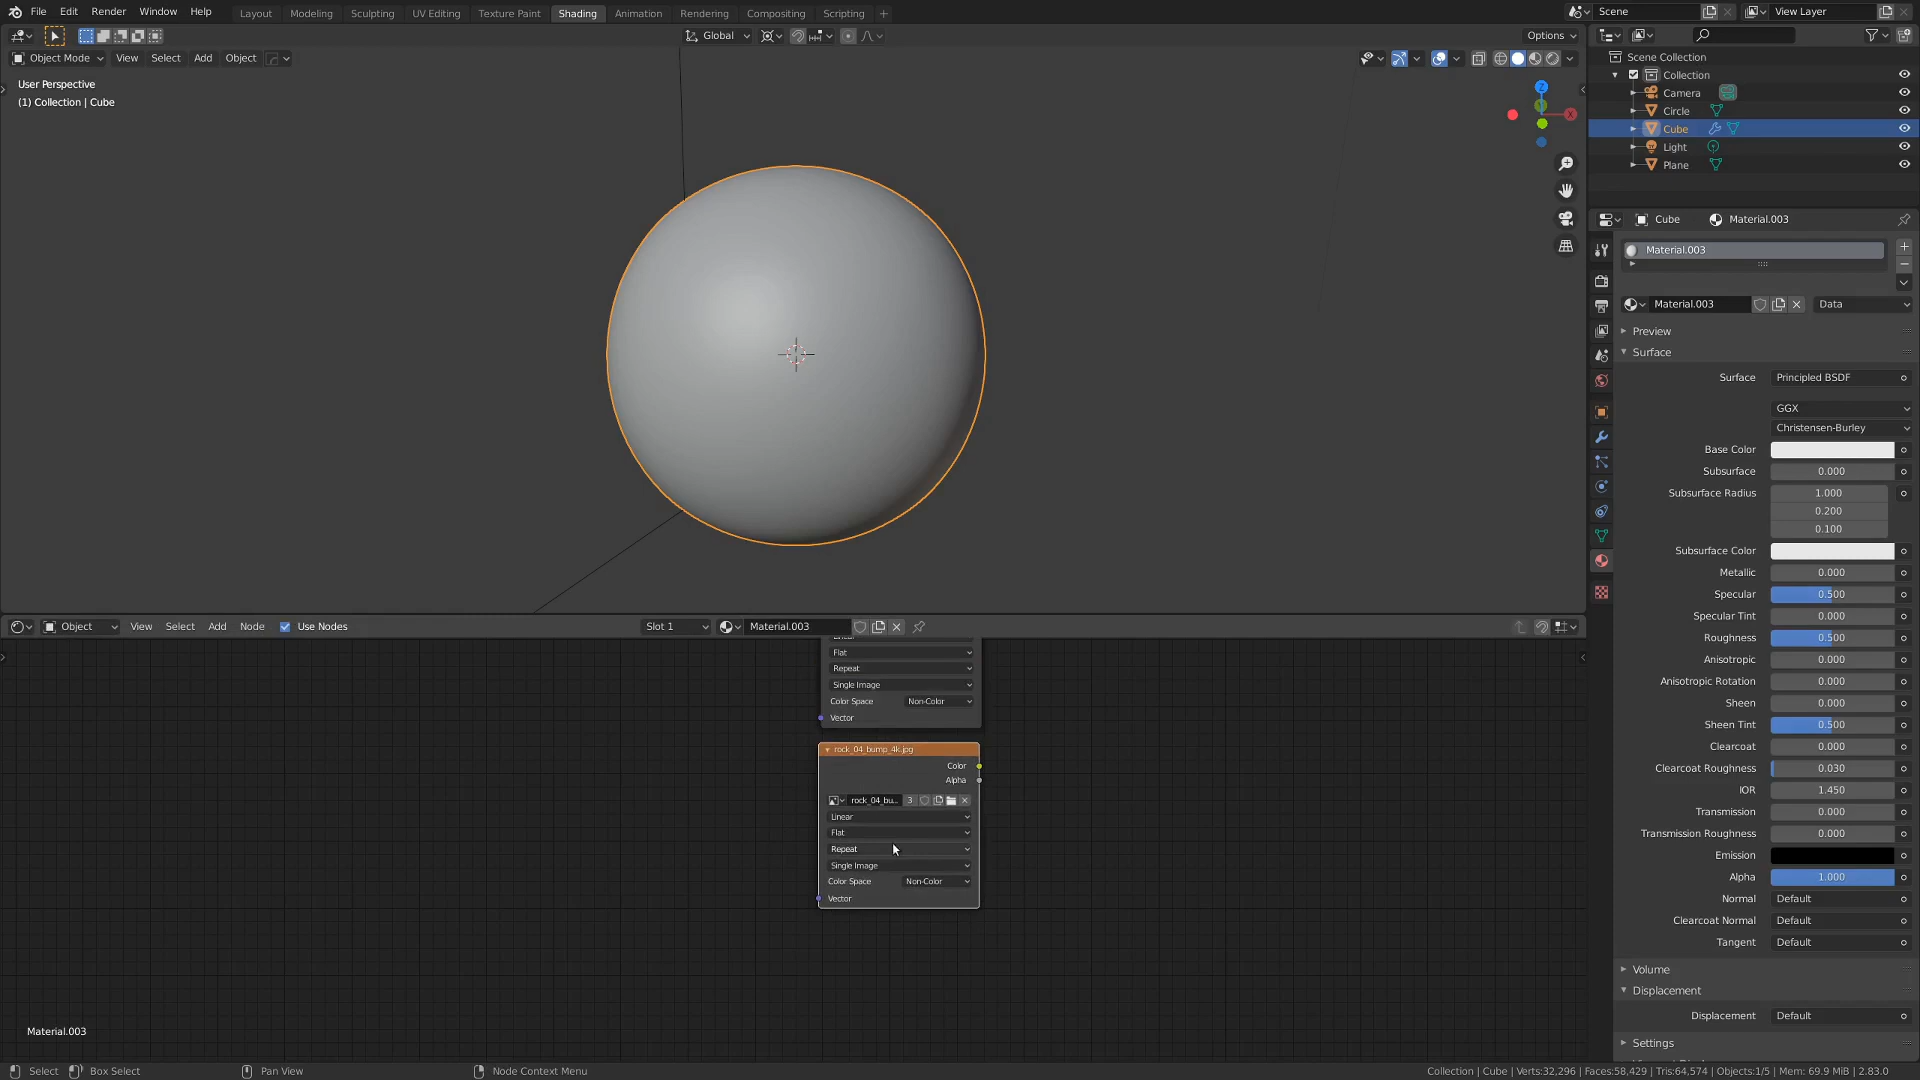 File Edit Render Window Help Layout Modeling Sculpting UV Editing Texture Paint Shading Animation Rendering Compositing Scripting + Scene View Layer
Global Options
Object Mode View Select Add Object
User Perspective
(1) Collection | Cube
Z
X
Scene Collection
Collection
Camera
Circle
Cube
Light
Plane
Cube Material.003
Material.003
Material.003 Data
Preview
Surface
Surface Principled BSDF
GGX
Christensen-Burley
Base Color
Subsurface 0.000
Subsurface Radius 1.000
0.200
0.100
Subsurface Color
Metallic 0.000
Specular 0.500
Specular Tint 0.000
Roughness 0.500
Anisotropic 0.000
Anisotropic Rotation 0.000
Sheen 0.000
Sheen Tint 0.500
Clearcoat 0.000
Clearcoat Roughness 0.030
IOR 1.450
Transmission 0.000
Transmission Roughness 0.000
Emission
Alpha 1.000
Normal Default
Clearcoat Normal Default
Tangent Default
Volume
Displacement
Displacement Default
Settings
Object View Select Add Node Use Nodes Slot 1 Material.003
Linear
Flat
Repeat
Single Image
Color Space Non-Color
Vector
rock_04_bump_4k.jpg
Color
Alpha
rock_04_bu... 3
Linear
Flat
Repeat
Single Image
Color Space Non-Color
Vector
Material.003
Select Box Select Pan View Node Context Menu Collection | Cube | Verts:32,296 | Faces:58,429 | Tris:64,574 | Objects:1/5 | Mem: 69.9 MiB | 2.83.0